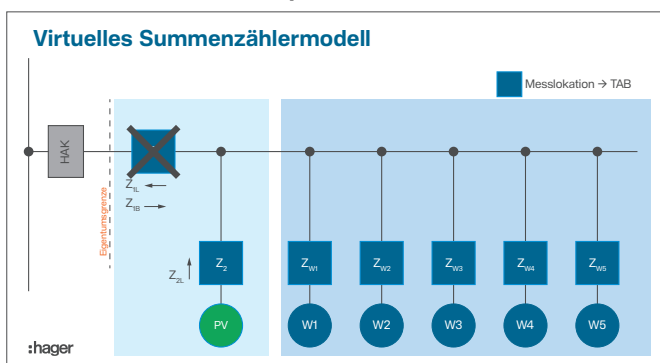 Virtuelles Summenzählermodell
Messlokation → TAB
HAK
Eigentumsgrenze
Z1L
Z1B
Z2L
Z2
ZW1
ZW2
ZW3
ZW4
ZW5
PV
W1
W2
W3
W4
W5
:hager